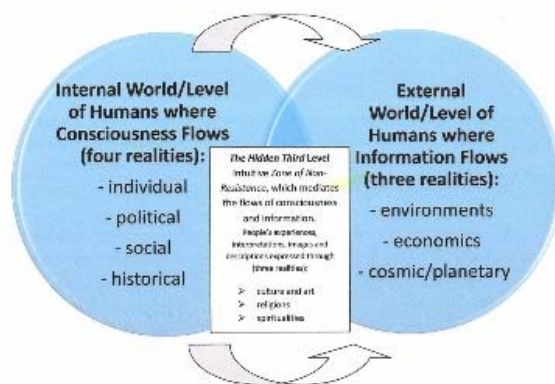 Internal World/Level
of Humans where
Consciousness Flows
(four realities):
- individual
- political
- social
- historical
The Hidden Third Level
Intuitive Zone of Non-
Resistance, which mediates
the flows of consciousness
and information.
People's experiences,
interpretations, images and
descriptions expressed through
(three realities):
➢ culture and art
➢ religions
➢ spiritualities
External
World/Level of
Humans where
Information Flows
(three realities):
- environments
- economics
- cosmic/planetary